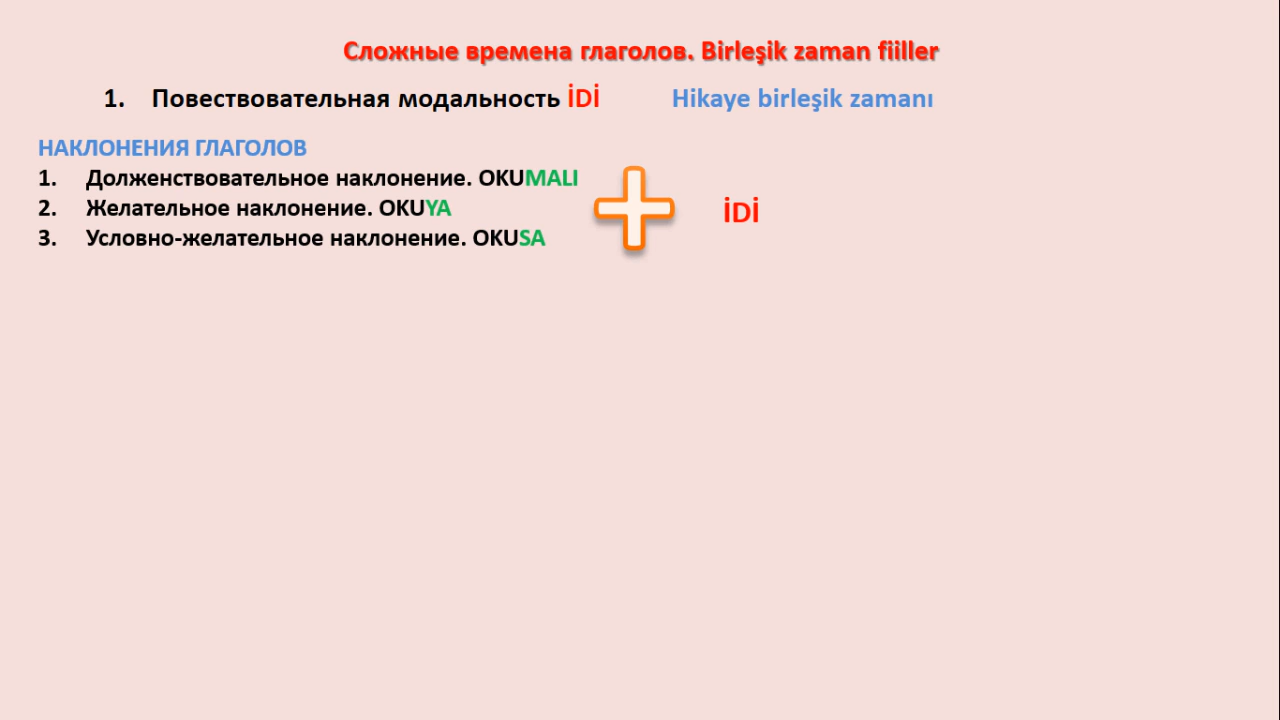 Сложные времена глаголов. Birleşik zaman fiiller
1. Повествовательная модальность İDİ Hikaye birleşik zamanı
НАКЛОНЕНИЯ ГЛАГОЛОВ
1. Долженствовательное наклонение. OKUMALI
2. Желательное наклонение. OKUYA
3. Условно-желательное наклонение. OKUSA
İDİ